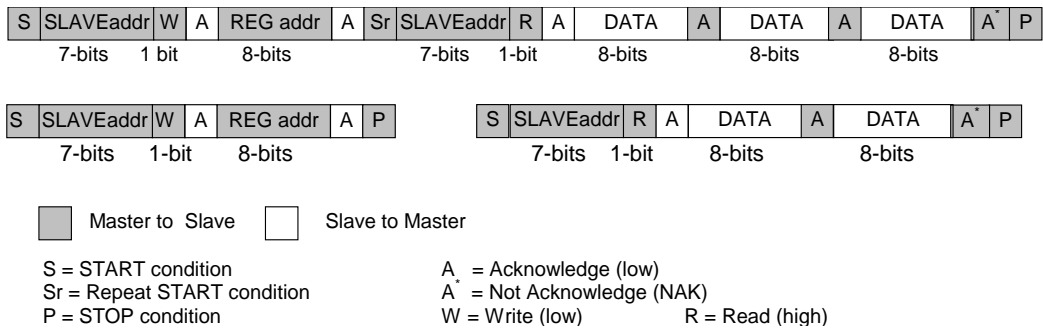 S SLAVEaddr W A REG addr A Sr SLAVEaddr R A DATA A DATA A DATA A* P
7-bits 1 bit 8-bits 7-bits 1-bit 8-bits 8-bits 8-bits
S SLAVEaddr W A REG addr A P S SLAVEaddr R A DATA A DATA A* P
7-bits 1-bit 8-bits 7-bits 1-bit 8-bits 8-bits
Master to Slave Slave to Master
S = START condition A = Acknowledge (low)
Sr = Repeat START condition A* = Not Acknowledge (NAK)
P = STOP condition W = Write (low) R = Read (high)